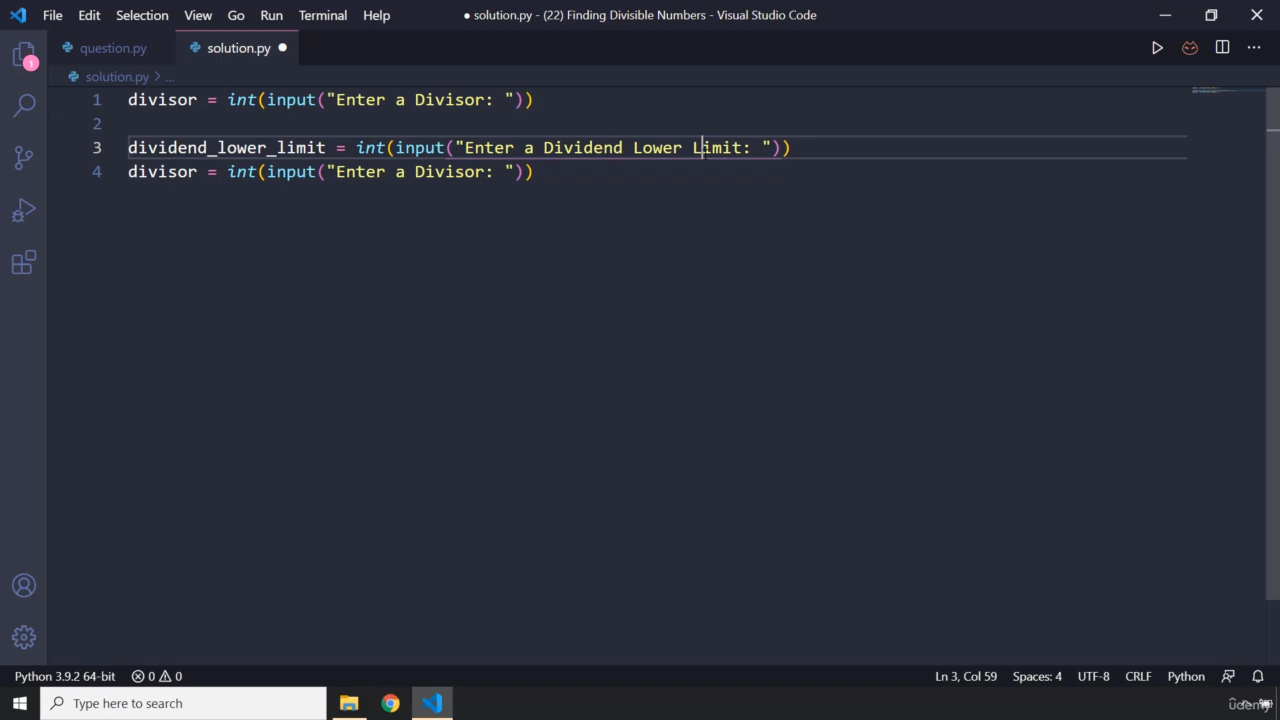 File Edit Selection View Go Run Terminal Help ● solution.py - (22) Finding Divisible Numbers - Visual Studio Code
question.py solution.py ●
solution.py > ...
1 divisor = int(input("Enter a Divisor: "))
2
3 dividend_lower_limit = int(input("Enter a Dividend Lower Limit: "))
4 divisor = int(input("Enter a Divisor: "))
1
Python 3.9.2 64-bit 0 0 Ln 3, Col 59 Spaces: 4 UTF-8 CRLF Python
Type here to search
Udemy